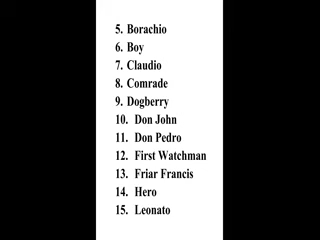 5. Borachio
6. Boy
7. Claudio
8. Comrade
9. Dogberry
10. Don John
11. Don Pedro
12. First Watchman
13. Friar Francis
14. Hero
15. Leonato